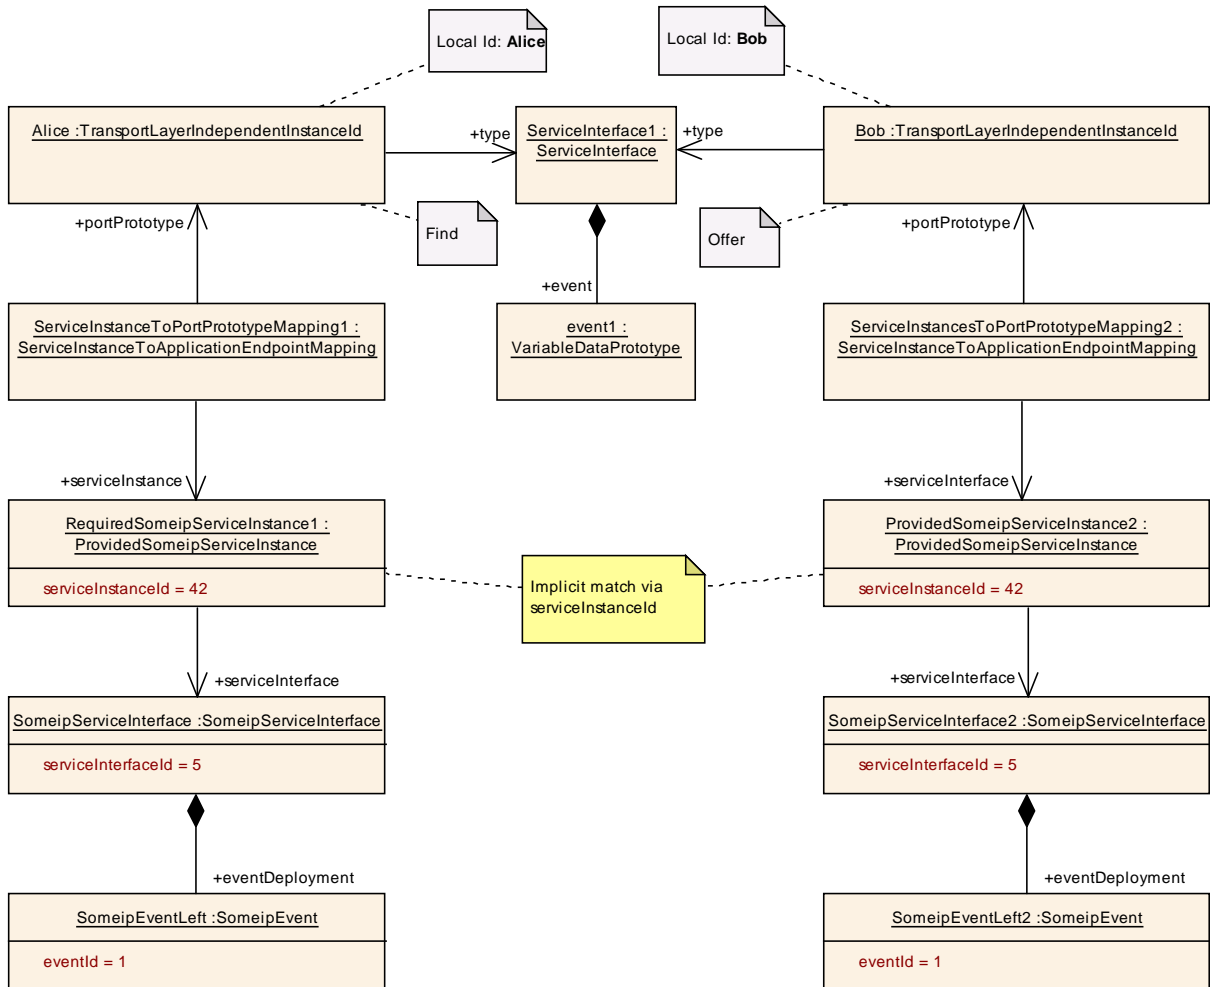 Local Id: Alice
Local Id: Bob
Alice :TransportLayerIndependentInstanceId
+type
ServiceInterface1 :
ServiceInterface
+type
Bob :TransportLayerIndependentInstanceId
+portPrototype
Find
Offer
+portPrototype
+event
ServiceInstanceToPortPrototypeMapping1 :
ServiceInstanceToApplicationEndpointMapping
event1 :
VariableDataPrototype
ServiceInstancesToPortPrototypeMapping2 :
ServiceInstanceToApplicationEndpointMapping
+serviceInstance
+serviceInterface
RequiredSomeipServiceInstance1 :
ProvidedSomeipServiceInstance
serviceInstanceId = 42
Implicit match via
serviceInstanceId
ProvidedSomeipServiceInstance2 :
ProvidedSomeipServiceInstance
serviceInstanceId = 42
+serviceInterface
+serviceInterface
SomeipServiceInterface :SomeipServiceInterface
serviceInterfaceId = 5
SomeipServiceInterface2 :SomeipServiceInterface
serviceInterfaceId = 5
+eventDeployment
+eventDeployment
SomeipEventLeft :SomeipEvent
eventId = 1
SomeipEventLeft2 :SomeipEvent
eventId = 1